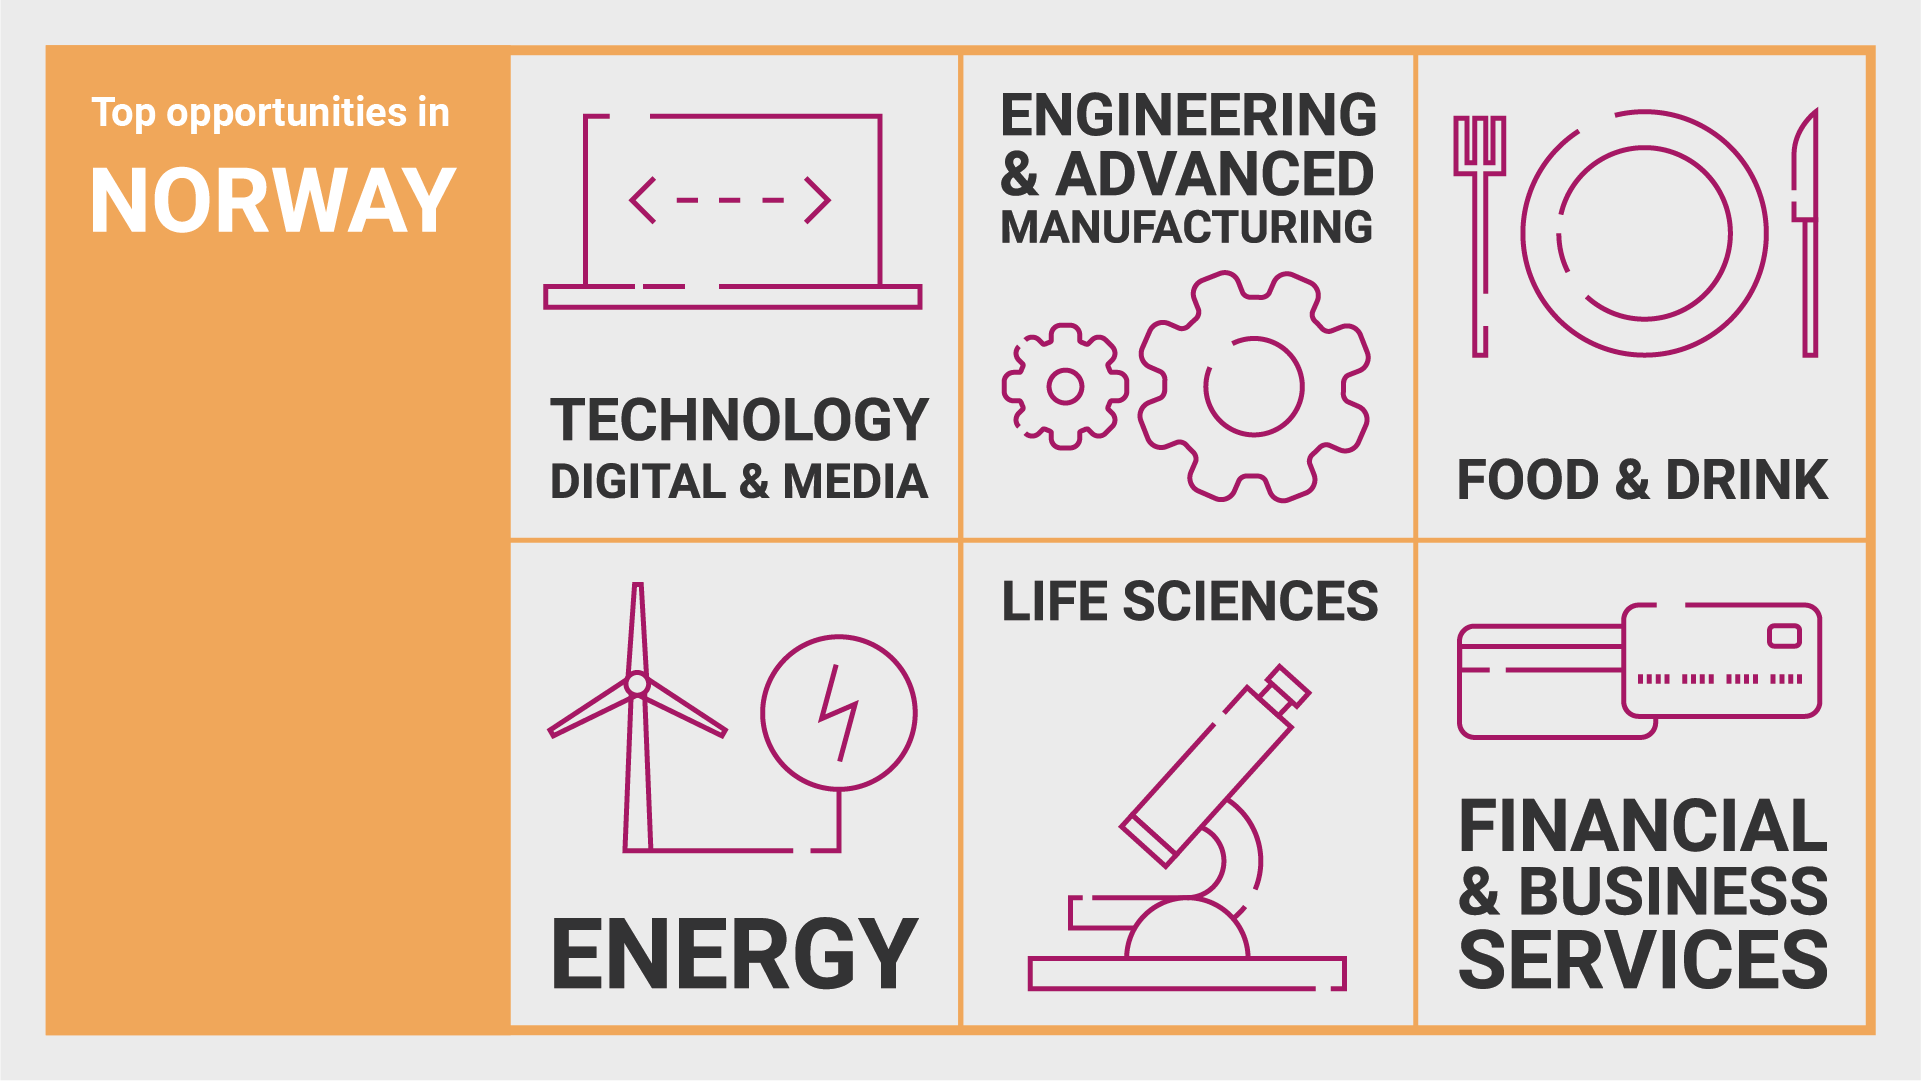 Top opportunities in
NORWAY
TECHNOLOGY
DIGITAL & MEDIA
ENGINEERING
& ADVANCED
MANUFACTURING
FOOD & DRINK
ENERGY
LIFE SCIENCES
FINANCIAL
& BUSINESS
SERVICES